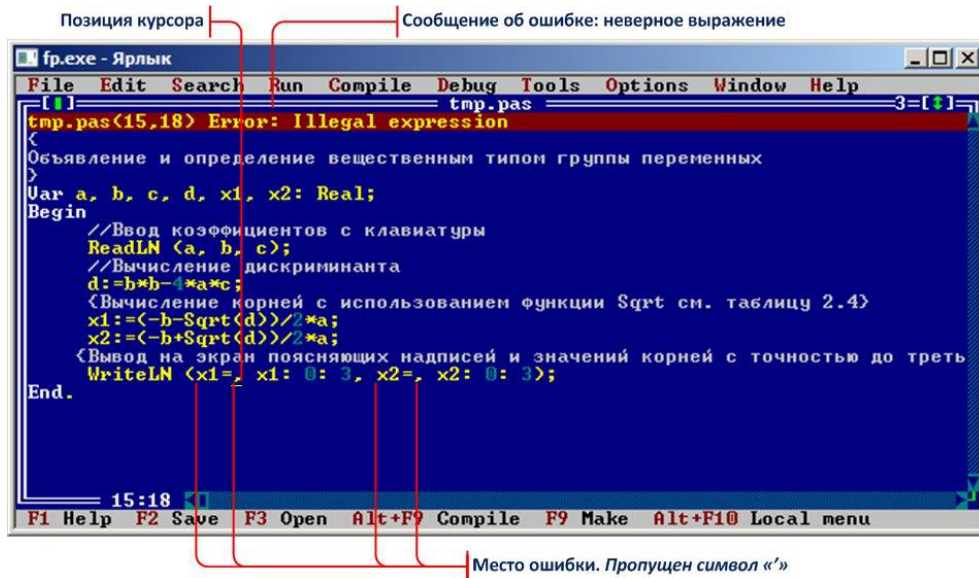 Позиция курсора
Сообщение об ошибке: неверное выражение
fp.exe - Ярлык
File Edit Search Run Compile Debug Tools Options Window Help
tmp.pas 3=[↕]
tmp.pas(15,18) Error: Illegal expression
{
Объявление и определение вещественным типом группы переменных
}
Var a, b, c, d, x1, x2: Real;
Begin
//Ввод коэффициентов с клавиатуры
ReadLN (a, b, c);
//Вычисление дискриминанта
d:=b*b-4*a*c;
{Вычисление корней с использованием функции Sqrt см. таблицу 2.4}
x1:=(-b-Sqrt(d))/2*a;
x2:=(-b+Sqrt(d))/2*a;
{Вывод на экран поясняющих надписей и значений корней с точностью до треть
WriteLN (x1=, x1: 0: 3, x2=, x2: 0: 3);
End.
15:18
F1 Help F2 Save F3 Open Alt+F9 Compile F9 Make Alt+F10 Local menu
Место ошибки. Пропущен символ «'»